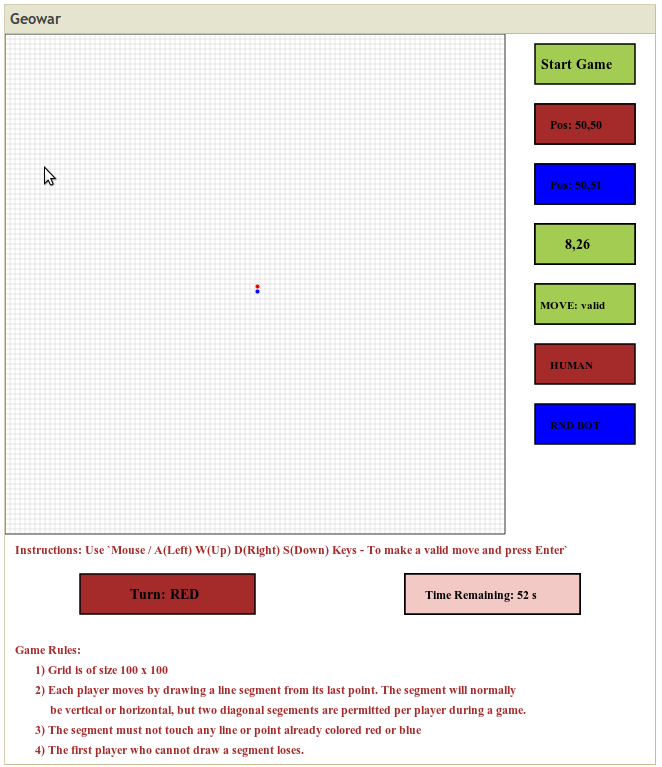 Geowar
Start Game
Pos: 50,50
Pos: 50,51
8,26
MOVE: valid
HUMAN
RND BOT
Instructions: Use `Mouse / A(Left) W(Up) D(Right) S(Down) Keys - To make a valid move and press Enter`
Turn: RED
Time Remaining: 52 s
Game Rules:
1) Grid is of size 100 x 100
2) Each player moves by drawing a line segment from its last point. The segment will normally
be vertical or horizontal, but two diagonal segements are permitted per player during a game.
3) The segment must not touch any line or point already colored red or blue
4) The first player who cannot draw a segment loses.